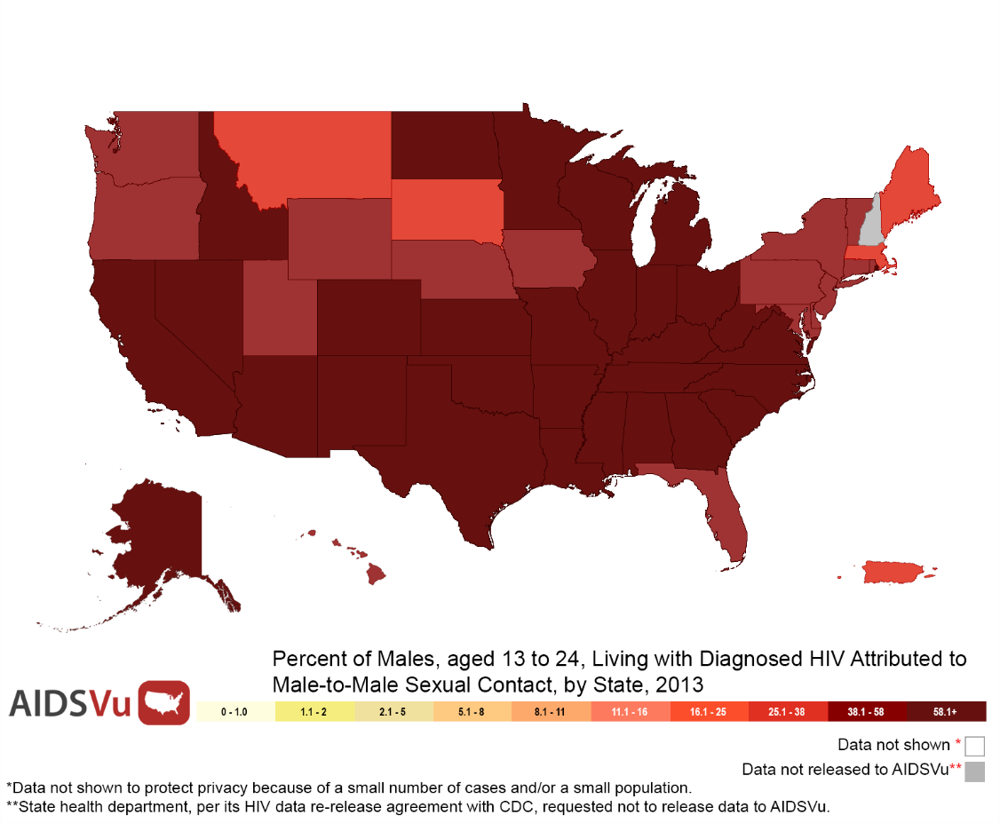 Percent of Males, aged 13 to 24, Living with Diagnosed HIV Attributed to
Male-to-Male Sexual Contact, by State, 2013
AIDSVu
0 - 1.0 1.1 - 2 2.1 - 5 5.1 - 8 8.1 - 11 11.1 - 16 16.1 - 25 25.1 - 38 38.1 - 58 58.1+
Data not shown *
Data not released to AIDSVu**
*Data not shown to protect privacy because of a small number of cases and/or a small population.
**State health department, per its HIV data re-release agreement with CDC, requested not to release data to AIDSVu.